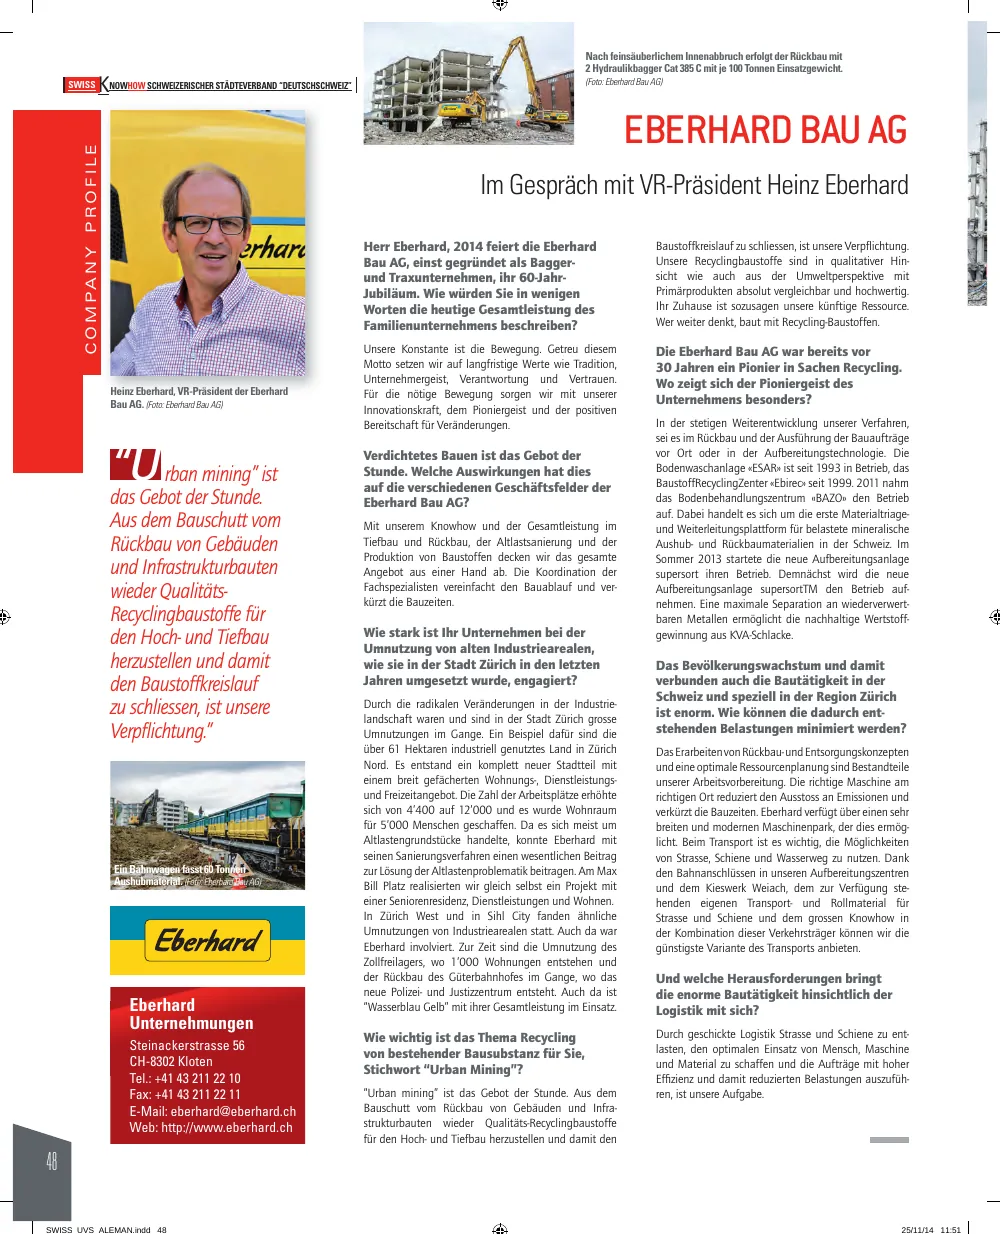 SWISS KNOWHOW SCHWEIZERISCHER STÄDTEVERBAND "DEUTSCHSCHWEIZ"
COMPANY PROFILE
Nach feinsäuberlichem Innenabbruch erfolgt der Rückbau mit
2 Hydraulikbagger Cat 385 C mit je 100 Tonnen Einsatzgewicht.
(Foto: Eberhard Bau AG)
EBERHARD BAU AG
Im Gespräch mit VR-Präsident Heinz Eberhard
erhard
Heinz Eberhard, VR-Präsident der Eberhard
Bau AG. (Foto: Eberhard Bau AG)
"Urban mining" ist
das Gebot der Stunde.
Aus dem Bauschutt vom
Rückbau von Gebäuden
und Infrastrukturbauten
wieder Qualitäts-
Recyclingbaustoffe für
den Hoch- und Tiefbau
herzustellen und damit
den Baustoffkreislauf
zu schliessen, ist unsere
Verpflichtung."
Ein Bahnwagen fasst 60 Tonnen
Aushubmaterial. (Foto: Eberhard Bau AG)
Eberhard
Eberhard
Unternehmungen
Steinackerstrasse 56
CH-8302 Kloten
Tel.: +41 43 211 22 10
Fax: +41 43 211 22 11
E-Mail: eberhard@eberhard.ch
Web: http://www.eberhard.ch
Herr Eberhard, 2014 feiert die Eberhard
Bau AG, einst gegründet als Bagger-
und Traxunternehmen, ihr 60-Jahr-
Jubiläum. Wie würden Sie in wenigen
Worten die heutige Gesamtleistung des
Familienunternehmens beschreiben?
Unsere Konstante ist die Bewegung. Getreu diesem
Motto setzen wir auf langfristige Werte wie Tradition,
Unternehmergeist, Verantwortung und Vertrauen.
Für die nötige Bewegung sorgen wir mit unserer
Innovationskraft, dem Pioniergeist und der positiven
Bereitschaft für Veränderungen.
Verdichtetes Bauen ist das Gebot der
Stunde. Welche Auswirkungen hat dies
auf die verschiedenen Geschäftsfelder der
Eberhard Bau AG?
Mit unserem Knowhow und der Gesamtleistung im
Tiefbau und Rückbau, der Altlastsanierung und der
Produktion von Baustoffen decken wir das gesamte
Angebot aus einer Hand ab. Die Koordination der
Fachspezialisten vereinfacht den Bauablauf und ver-
kürzt die Bauzeiten.
Wie stark ist Ihr Unternehmen bei der
Umnutzung von alten Industriearealen,
wie sie in der Stadt Zürich in den letzten
Jahren umgesetzt wurde, engagiert?
Durch die radikalen Veränderungen in der Industrie-
landschaft waren und sind in der Stadt Zürich grosse
Umnutzungen im Gange. Ein Beispiel dafür sind die
über 61 Hektaren industriell genutztes Land in Zürich
Nord. Es entstand ein komplett neuer Stadtteil mit
einem breit gefächerten Wohnungs-, Dienstleistungs-
und Freizeitangebot. Die Zahl der Arbeitsplätze erhöhte
sich von 4'400 auf 12'000 und es wurde Wohnraum
für 5'000 Menschen geschaffen. Da es sich meist um
Altlastengrundstücke handelte, konnte Eberhard mit
seinen Sanierungsverfahren einen wesentlichen Beitrag
zur Lösung der Altlastenproblematik beitragen. Am Max
Bill Platz realisierten wir gleich selbst ein Projekt mit
einer Seniorenresidenz, Dienstleistungen und Wohnen.
In Zürich West und in Sihl City fanden ähnliche
Umnutzungen von Industriearealen statt. Auch da war
Eberhard involviert. Zur Zeit sind die Umnutzung des
Zollfreilagers, wo 1'000 Wohnungen entstehen und
der Rückbau des Güterbahnhofes im Gange, wo das
neue Polizei- und Justizzentrum entsteht. Auch da ist
"Wasserblau Gelb" mit ihrer Gesamtleistung im Einsatz.
Wie wichtig ist das Thema Recycling
von bestehender Bausubstanz für Sie,
Stichwort "Urban Mining"?
"Urban mining" ist das Gebot der Stunde. Aus dem
Bauschutt vom Rückbau von Gebäuden und Infra-
strukturbauten wieder Qualitäts-Recyclingbaustoffe
für den Hoch- und Tiefbau herzustellen und damit den
Baustoffkreislauf zu schliessen, ist unsere Verpflichtung.
Unsere Recyclingbaustoffe sind in qualitativer Hin-
sicht wie auch aus der Umweltperspektive mit
Primärprodukten absolut vergleichbar und hochwertig.
Ihr Zuhause ist sozusagen unsere künftige Ressource.
Wer weiter denkt, baut mit Recycling-Baustoffen.
Die Eberhard Bau AG war bereits vor
30 Jahren ein Pionier in Sachen Recycling.
Wo zeigt sich der Pioniergeist des
Unternehmens besonders?
In der stetigen Weiterentwicklung unserer Verfahren,
sei es im Rückbau und der Ausführung der Bauaufträge
vor Ort oder in der Aufbereitungstechnologie. Die
Bodenwaschanlage «ESAR» ist seit 1993 in Betrieb, das
BaustoffRecyclingZenter «Ebirec» seit 1999. 2011 nahm
das Bodenbehandlungszentrum «BAZO» den Betrieb
auf. Dabei handelt es sich um die erste Materialtriage-
und Weiterleitungsplattform für belastete mineralische
Aushub- und Rückbaumaterialien in der Schweiz. Im
Sommer 2013 startete die neue Aufbereitungsanlage
supersort ihren Betrieb. Demnächst wird die neue
Aufbereitungsanlage supersortTM den Betrieb auf-
nehmen. Eine maximale Separation an wiederverwert-
baren Metallen ermöglicht die nachhaltige Wertstoff-
gewinnung aus KVA-Schlacke.
Das Bevölkerungswachstum und damit
verbunden auch die Bautätigkeit in der
Schweiz und speziell in der Region Zürich
ist enorm. Wie können die dadurch ent-
stehenden Belastungen minimiert werden?
Das Erarbeiten von Rückbau- und Entsorgungskonzepten
und eine optimale Ressourcenplanung sind Bestandteile
unserer Arbeitsvorbereitung. Die richtige Maschine am
richtigen Ort reduziert den Ausstoss an Emissionen und
verkürzt die Bauzeiten. Eberhard verfügt über einen sehr
breiten und modernen Maschinenpark, der dies ermög-
licht. Beim Transport ist es wichtig, die Möglichkeiten
von Strasse, Schiene und Wasserweg zu nutzen. Dank
den Bahnanschlüssen in unseren Aufbereitungszentren
und dem Kieswerk Weiach, dem zur Verfügung ste-
henden eigenen Transport- und Rollmaterial für
Strasse und Schiene und dem grossen Knowhow in
der Kombination dieser Verkehrsträger können wir die
günstigste Variante des Transports anbieten.
Und welche Herausforderungen bringt
die enorme Bautätigkeit hinsichtlich der
Logistik mit sich?
Durch geschickte Logistik Strasse und Schiene zu ent-
lasten, den optimalen Einsatz von Mensch, Maschine
und Material zu schaffen und die Aufträge mit hoher
Effizienz und damit reduzierten Belastungen auszufüh-
ren, ist unsere Aufgabe.
48
SWISS_UVS_ALEMAN.indd 48
25/11/14 11:51